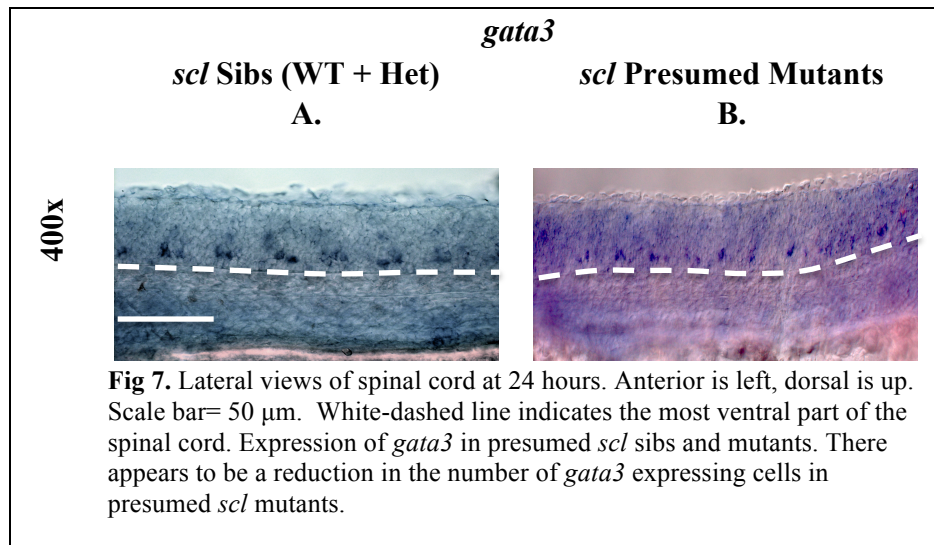 gata3
scl Sibs (WT + Het)
scl Presumed Mutants
A.
B.
400x
Fig 7. Lateral views of spinal cord at 24 hours. Anterior is left, dorsal is up.
Scale bar= 50 μm.  White-dashed line indicates the most ventral part of the
spinal cord. Expression of gata3 in presumed scl sibs and mutants. There
appears to be a reduction in the number of gata3 expressing cells in
presumed scl mutants.